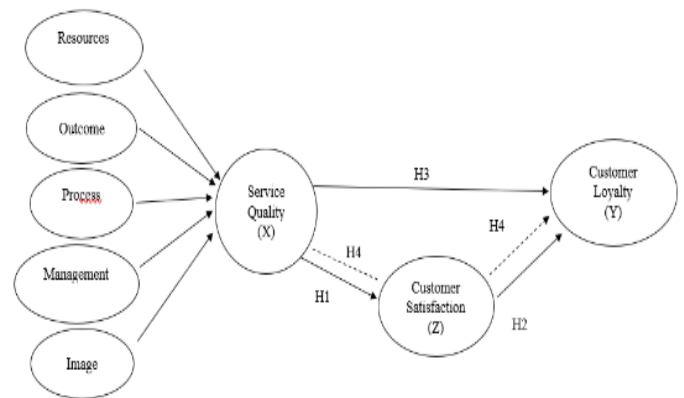 Resources
Outcome
Process
Management
Image
Service
Quality
(X)
H3
H4
H1
Customer
Satisfaction
(Z)
H4
H2
Customer
Loyalty
(Y)